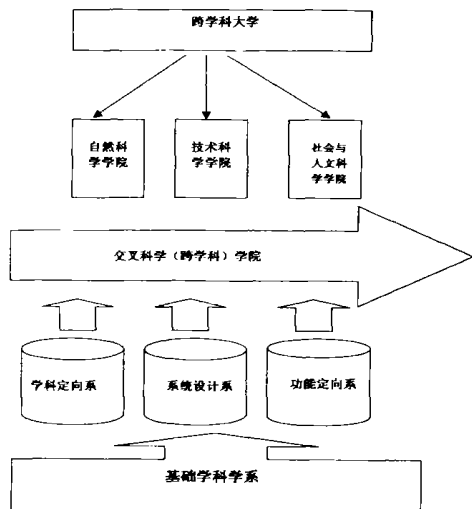 跨学科大学
自然科
学学院
技术科
学学院
社会与
人文科
学学院
交叉科学（跨学科）学院
学科定向系
系统设计系
功能定向系
基础学科学系